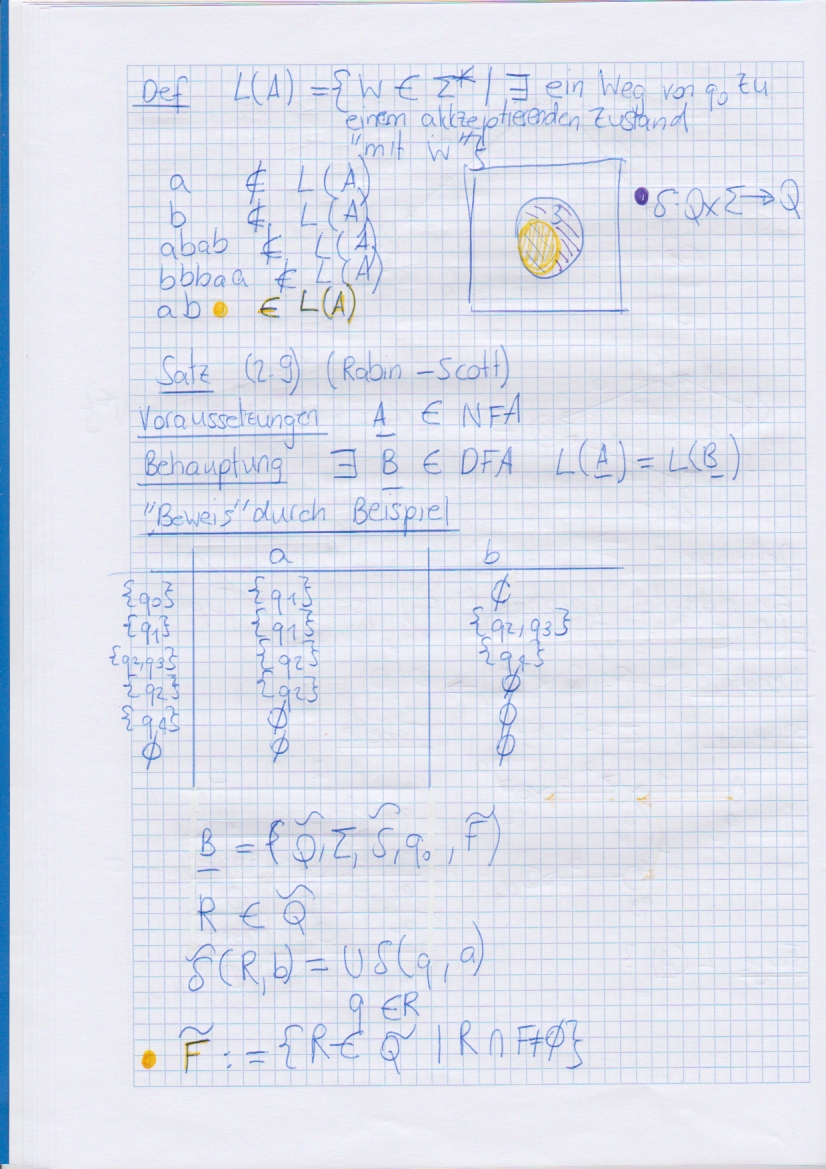 Def L(A) = { w ∈ Σ* | ∃ ein Weg von q₀ zu
einem akkzeptierenden Zustand
"mit w" }
a ∉ L(A)
b ∉ L(A)
abab ∉ L(A)
bbbaa ∉ L(A)
ab ∈ L(A)
δ: Q×Σ → Q
Satz (2.9) (Rabin - Scott)
Voraussetzungen A ∈ NFA
Behauptung ∃ B ∈ DFA L(A) = L(B)
"Beweis" durch Beispiel
a b
{q0} {q1} ∅
{q1} {q1} {q2,q3}
{q2,q3} {q2} {q4}
{q2} {q2} ∅
{q4} ∅ ∅
∅ ∅ ∅
B = (Q̃, Σ, δ̃, q₀, F̃)
R ∈ Q̃
δ̃(R,b) = ∪ δ(q,a)
q ∈R
F̃ := {R ∈ Q̃ | R ∩ F ≠ ∅}